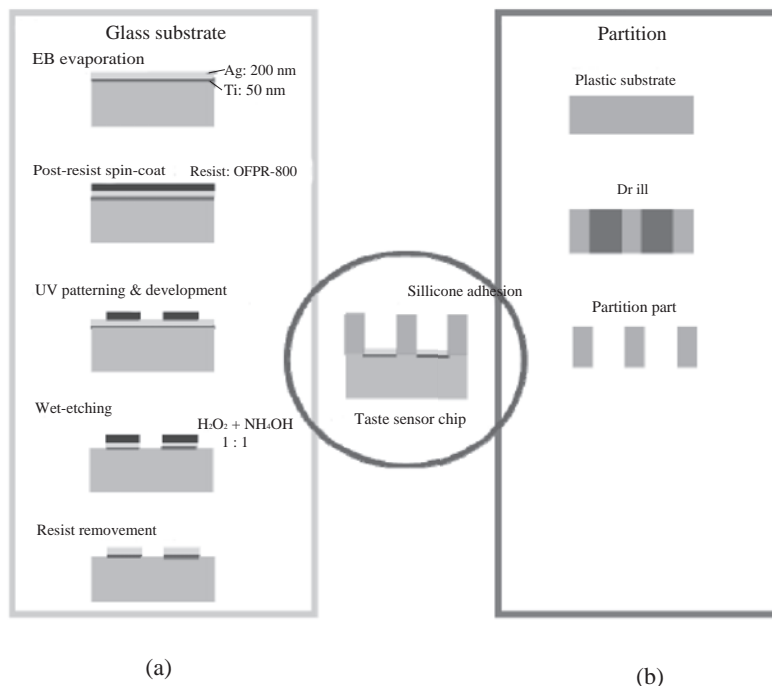 Glass substrate
EB evaporation
Ag: 200 nm
Ti: 50 nm
Post-resist spin-coat
Resist: OFPR-800
UV patterning & development
Wet-etching
H₂O₂ + NH₄OH
1 : 1
Resist removement
Sillicone adhesion
Taste sensor chip
Partition
Plastic substrate
Dr ill
Partition part
(a)
(b)